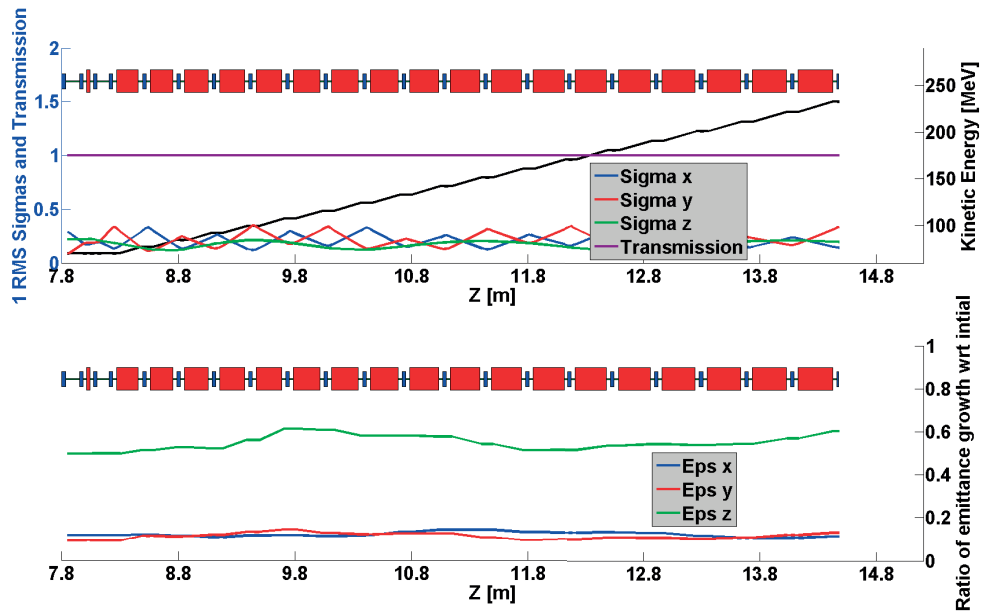 1 RMS Sigmas and Transmission
2
1.5
1
0.5
0
250
200
150
100
Kinetic Energy [MeV]
Sigma x
Sigma y
Sigma z
Transmission
7.8 8.8 9.8 10.8 11.8 12.8 13.8 14.8
Z [m]
1
0.8
0.6
0.4
0.2
0
Ratio of emittance growth wrt intial
Eps x
Eps y
Eps z
7.8 8.8 9.8 10.8 11.8 12.8 13.8 14.8
Z [m]